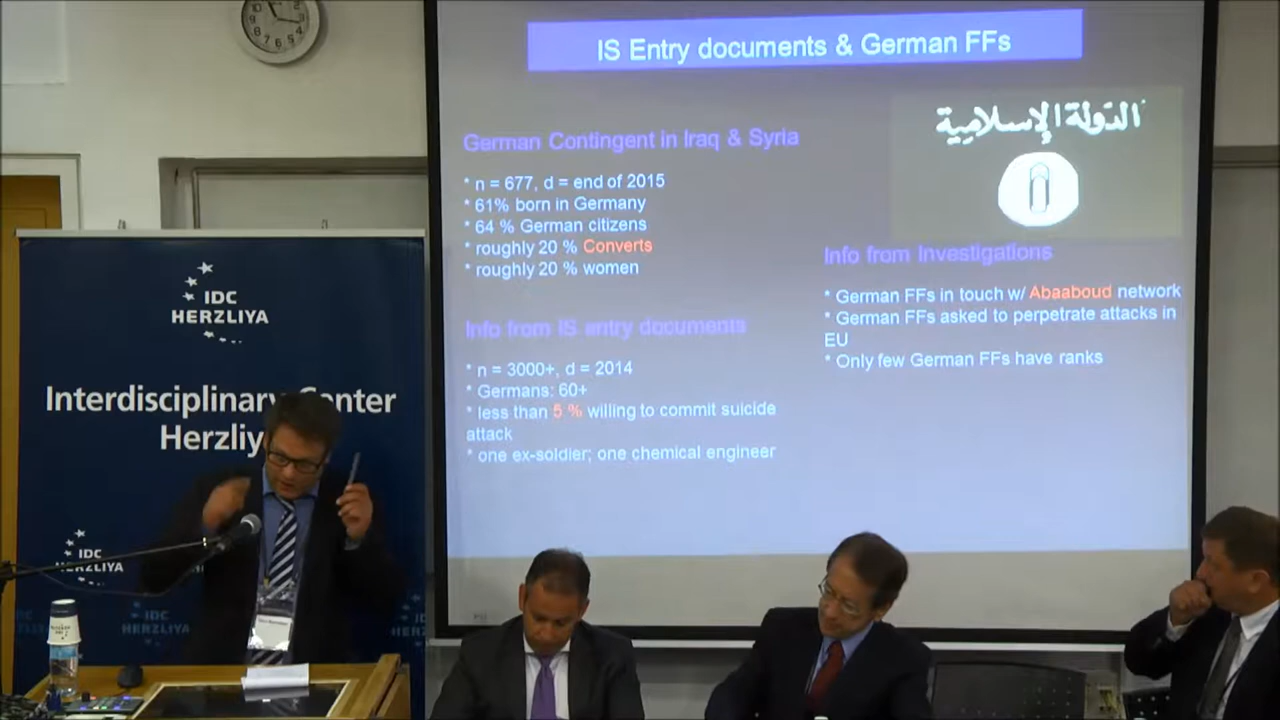 IS Entry documents & German FFs
الدولة الإسلامية
German Contingent in Iraq & Syria
* n = 677, d = end of 2015
* 61% born in Germany
* 64 % German citizens
* roughly 20 % Converts
* roughly 20 % women
Info from IS entry documents
* n = 3000+, d = 2014
* Germans: 60+
* less than 5 % willing to commit suicide
attack
* one ex-soldier; one chemical engineer
Info from Investigations
* German FFs in touch w/ Abaaboud network
* German FFs asked to perpetrate attacks in
EU
* Only few German FFs have ranks
IDC
HERZLIYA
Interdisciplinary Center
Herzliy
IDC
HERZLIYA
IDC
HERZLIYA